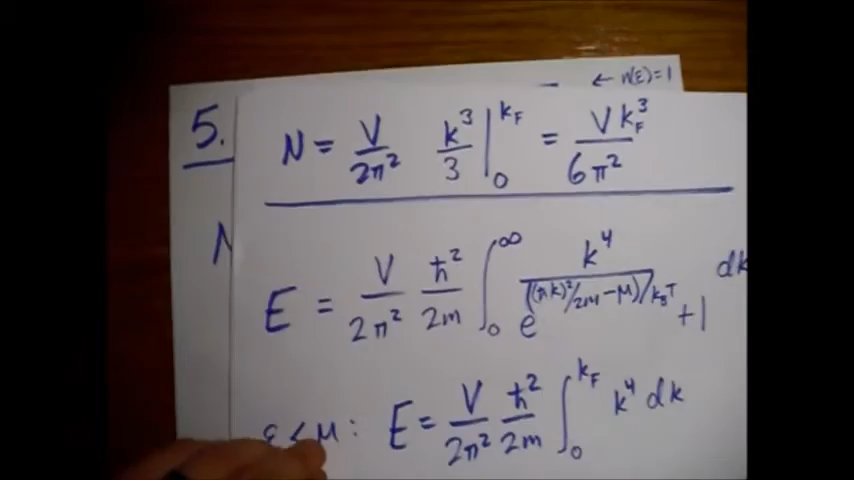 ← n(E)=1
5.
N = V/2π² k³/3 |₀^k_F = V k_F³/6π²
N
E = V/2π² ħ²/2m ∫₀^∞ k⁴/(e^((ħk)²/2m − μ)/k_BT + 1) dk
ε < μ: E = V/2π² ħ²/2m ∫₀^k_F k⁴ dk